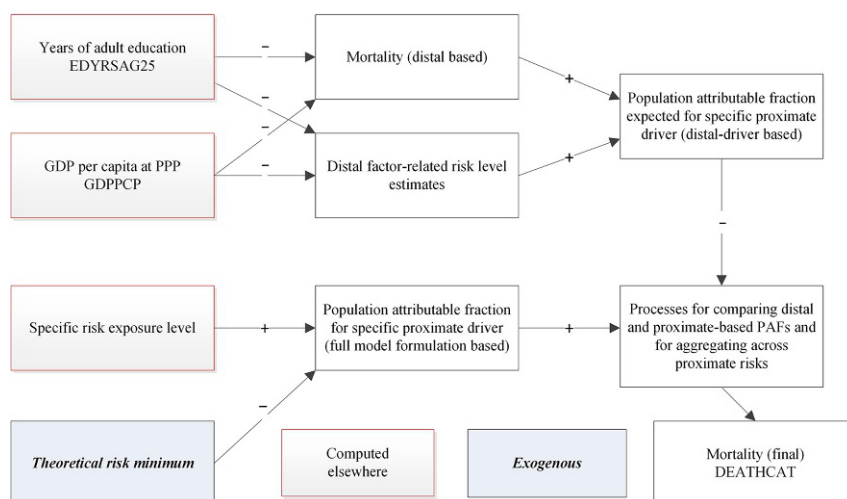 Years of adult education
EDYRSAG25
–
Mortality (distal based)
+
Population attributable fraction
expected for specific proximate
driver (distal-driver based)
–
–
GDP per capita at PPP
GDPPCP
–
Distal factor-related risk level
estimates
+
–
Specific risk exposure level
+
Population attributable fraction
for specific proximate driver
(full model formulation based)
+
Processes for comparing distal
and proximate-based PAFs and
for aggregating across
proximate risks
–
Theoretical risk minimum
Computed
elsewhere
Exogenous
Mortality (final)
DEATHCAT